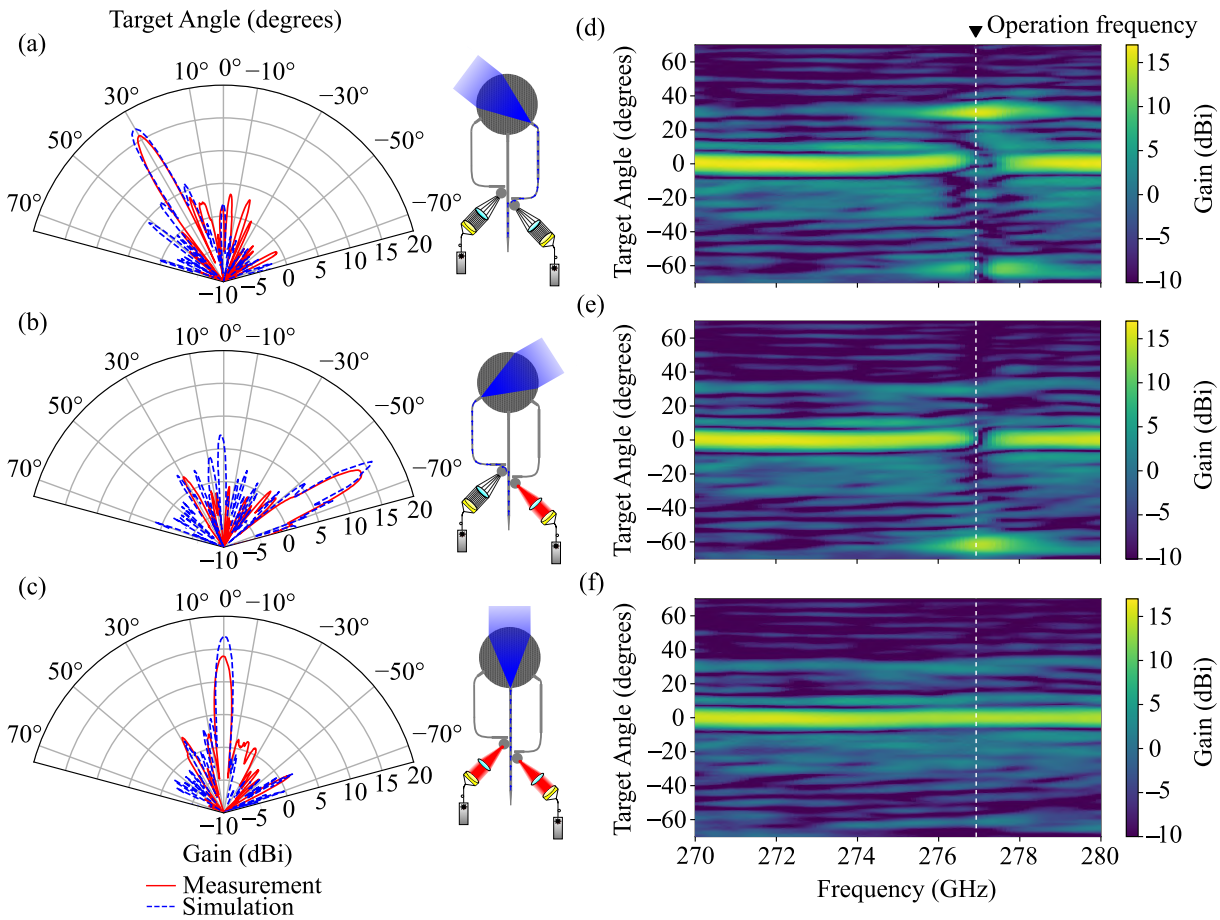 Target Angle (degrees)
(a)
10° 0° −10°
30° −30°
50° −50°
70° −70°
−10 −5 0 5 10 15 20
(b)
10° 0° −10°
30° −30°
50° −50°
70° −70°
−10 −5 0 5 10 15 20
(c)
10° 0° −10°
30° −30°
50° −50°
70° −70°
−10 −5 0 5 10 15 20
Gain (dBi)
Measurement
Simulation
(d)
Operation frequency
Target Angle (degrees)
60
40
20
0
−20
−40
−60
15
10
5
0
−5
−10
Gain (dBi)
(e)
Target Angle (degrees)
60
40
20
0
−20
−40
−60
15
10
5
0
−5
−10
Gain (dBi)
(f)
Target Angle (degrees)
60
40
20
0
−20
−40
−60
15
10
5
0
−5
−10
Gain (dBi)
270 272 274 276 278 280
Frequency (GHz)